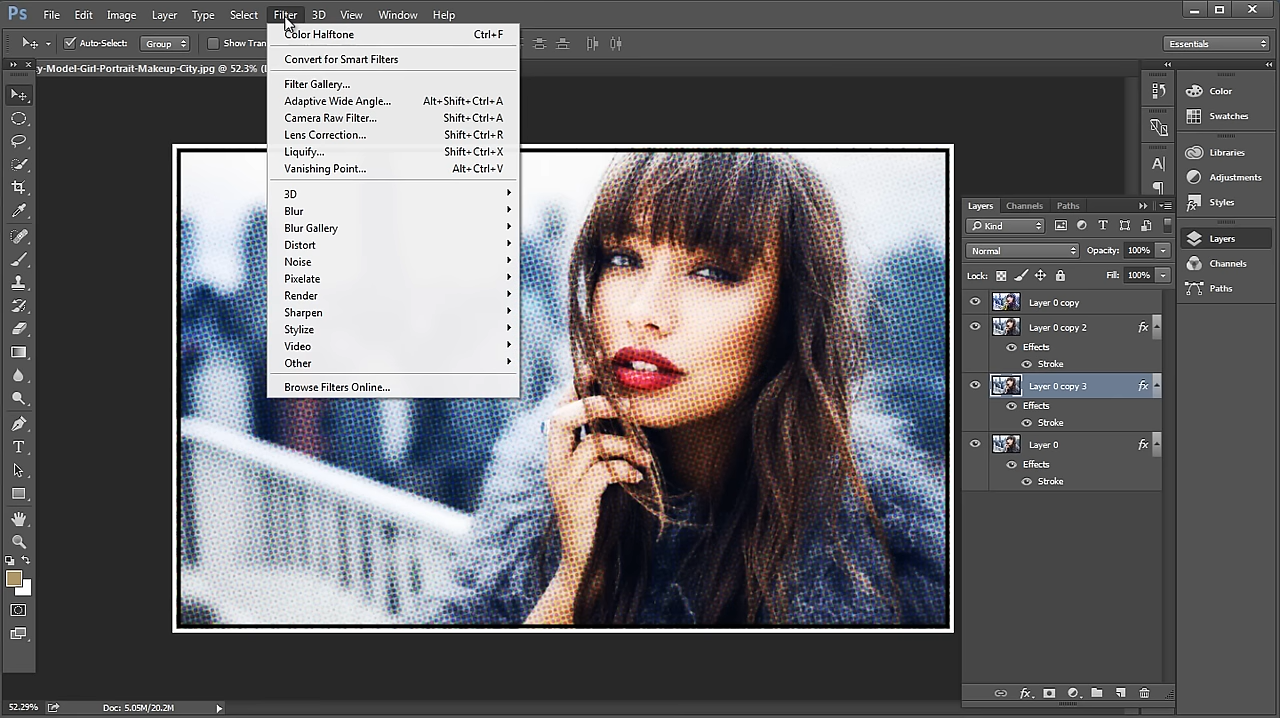 Ps File Edit Image Layer Type Select Filter 3D View Window Help
Auto-Select: Group Show Tran Essentials
y-Model-Girl-Portrait-Makeup-City.jpg @ 52.3% (
Color Halftone Ctrl+F
Convert for Smart Filters
Filter Gallery...
Adaptive Wide Angle... Alt+Shift+Ctrl+A
Camera Raw Filter... Shift+Ctrl+A
Lens Correction... Shift+Ctrl+R
Liquify... Shift+Ctrl+X
Vanishing Point... Alt+Ctrl+V
3D
Blur
Blur Gallery
Distort
Noise
Pixelate
Render
Sharpen
Stylize
Video
Other
Browse Filters Online...
Color
Swatches
Libraries
Adjustments
Styles
Layers
Channels
Paths
Layers Channels Paths
Kind
Normal Opacity: 100%
Lock: Fill: 100%
Layer 0 copy
Layer 0 copy 2 fx
Effects
Stroke
Layer 0 copy 3 fx
Effects
Stroke
Layer 0 fx
Effects
Stroke
fx
52.29% Doc: 5.05M/20.2M